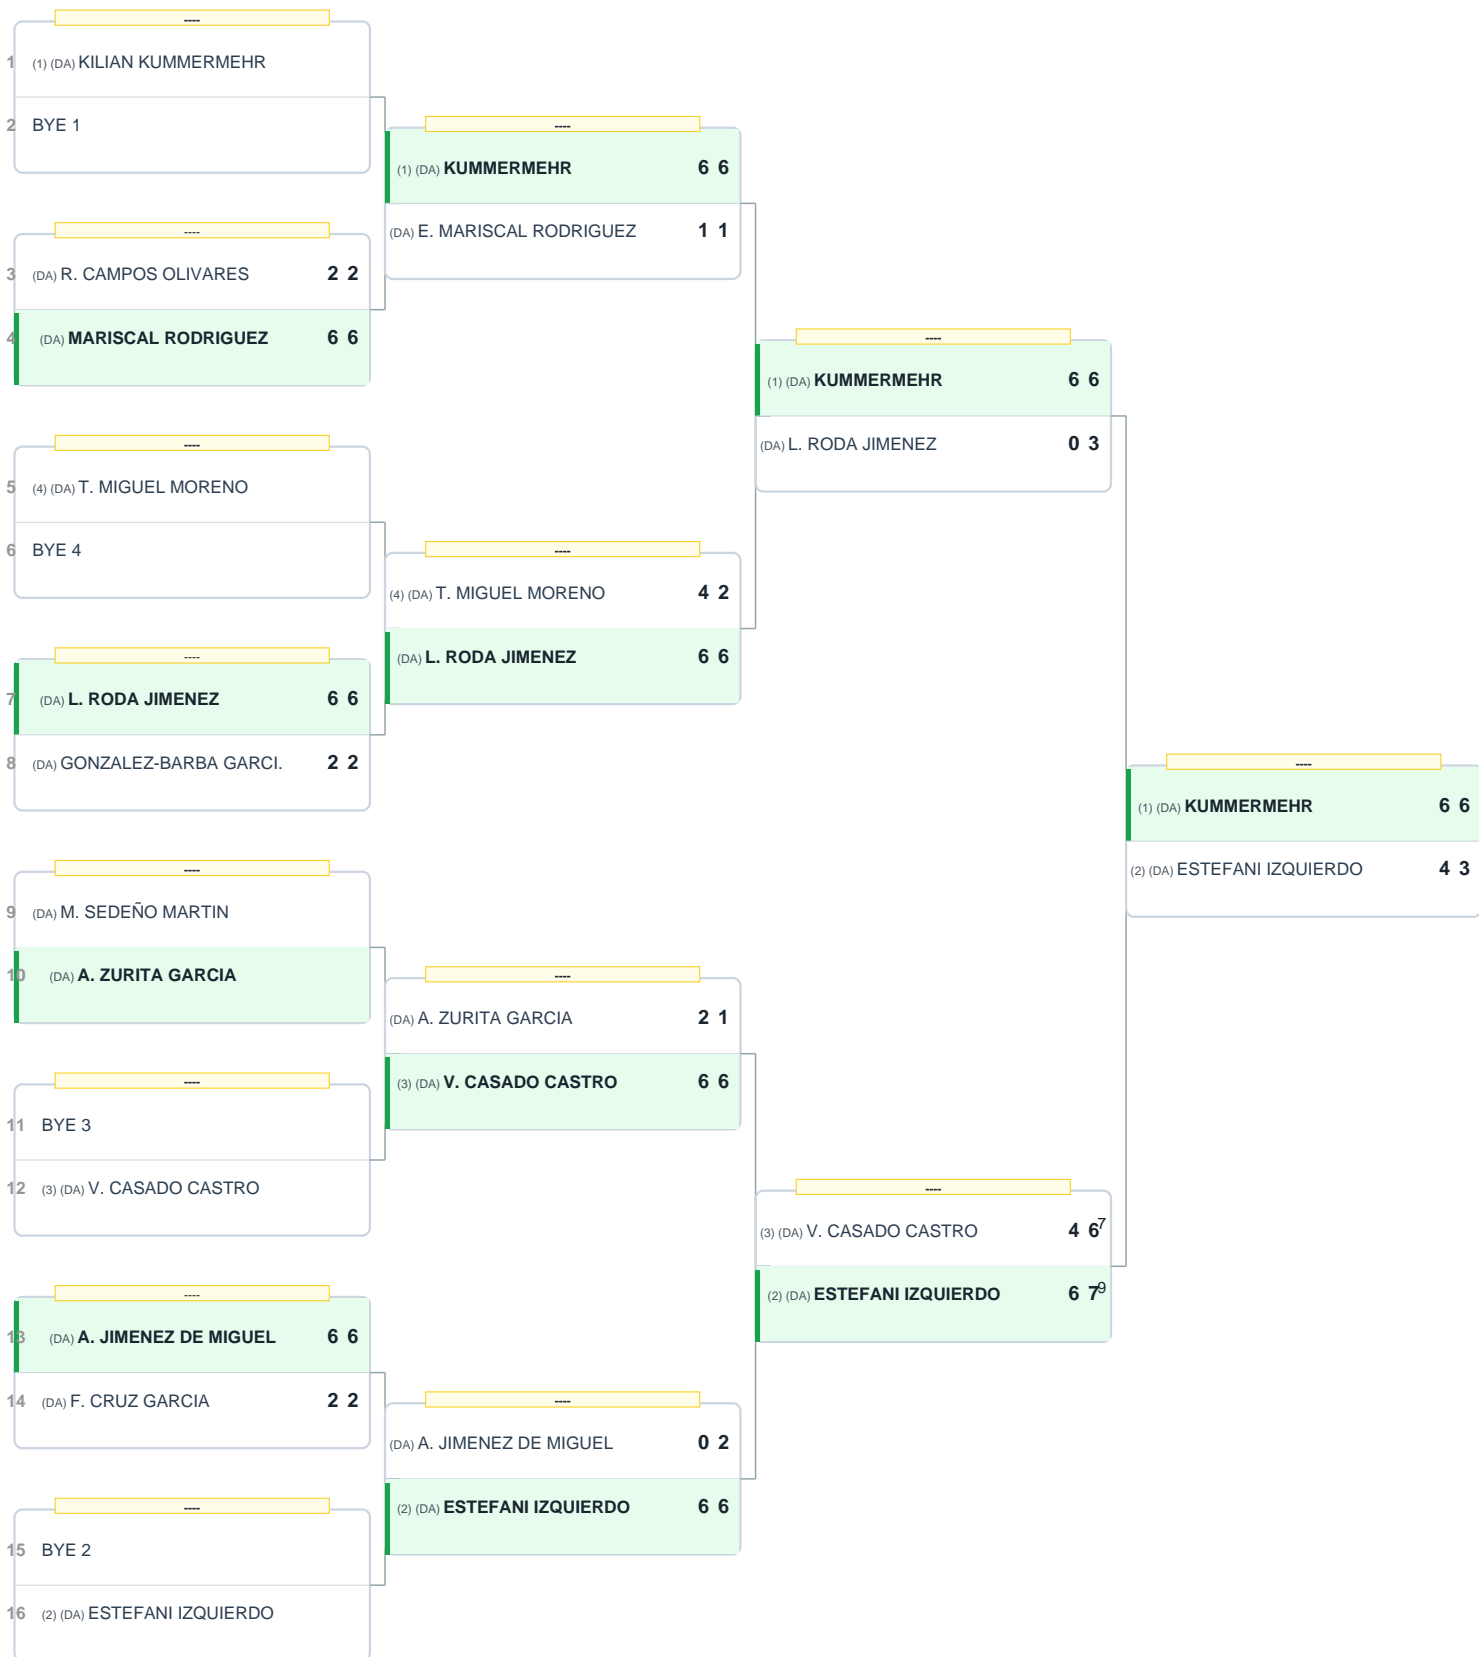 ----
1 (1) (DA) KILIAN KUMMERMEHR
2 BYE 1
----
3 (DA) R. CAMPOS OLIVARES 2 2
4 (DA) MARISCAL RODRIGUEZ 6 6
----
5 (4) (DA) T. MIGUEL MORENO
6 BYE 4
----
7 (DA) L. RODA JIMENEZ 6 6
8 (DA) GONZALEZ-BARBA GARCI. 2 2
----
9 (DA) M. SEDEÑO MARTIN
10 (DA) A. ZURITA GARCIA
----
11 BYE 3
12 (3) (DA) V. CASADO CASTRO
----
13 (DA) A. JIMENEZ DE MIGUEL 6 6
14 (DA) F. CRUZ GARCIA 2 2
----
15 BYE 2
16 (2) (DA) ESTEFANI IZQUIERDO
----
(1) (DA) KUMMERMEHR 6 6
(DA) E. MARISCAL RODRIGUEZ 1 1
----
(4) (DA) T. MIGUEL MORENO 4 2
(DA) L. RODA JIMENEZ 6 6
----
(DA) A. ZURITA GARCIA 2 1
(3) (DA) V. CASADO CASTRO 6 6
----
(DA) A. JIMENEZ DE MIGUEL 0 2
(2) (DA) ESTEFANI IZQUIERDO 6 6
----
(1) (DA) KUMMERMEHR 6 6
(DA) L. RODA JIMENEZ 0 3
----
(3) (DA) V. CASADO CASTRO 4 6 7
(2) (DA) ESTEFANI IZQUIERDO 6 7 9
----
(1) (DA) KUMMERMEHR 6 6
(2) (DA) ESTEFANI IZQUIERDO 4 3